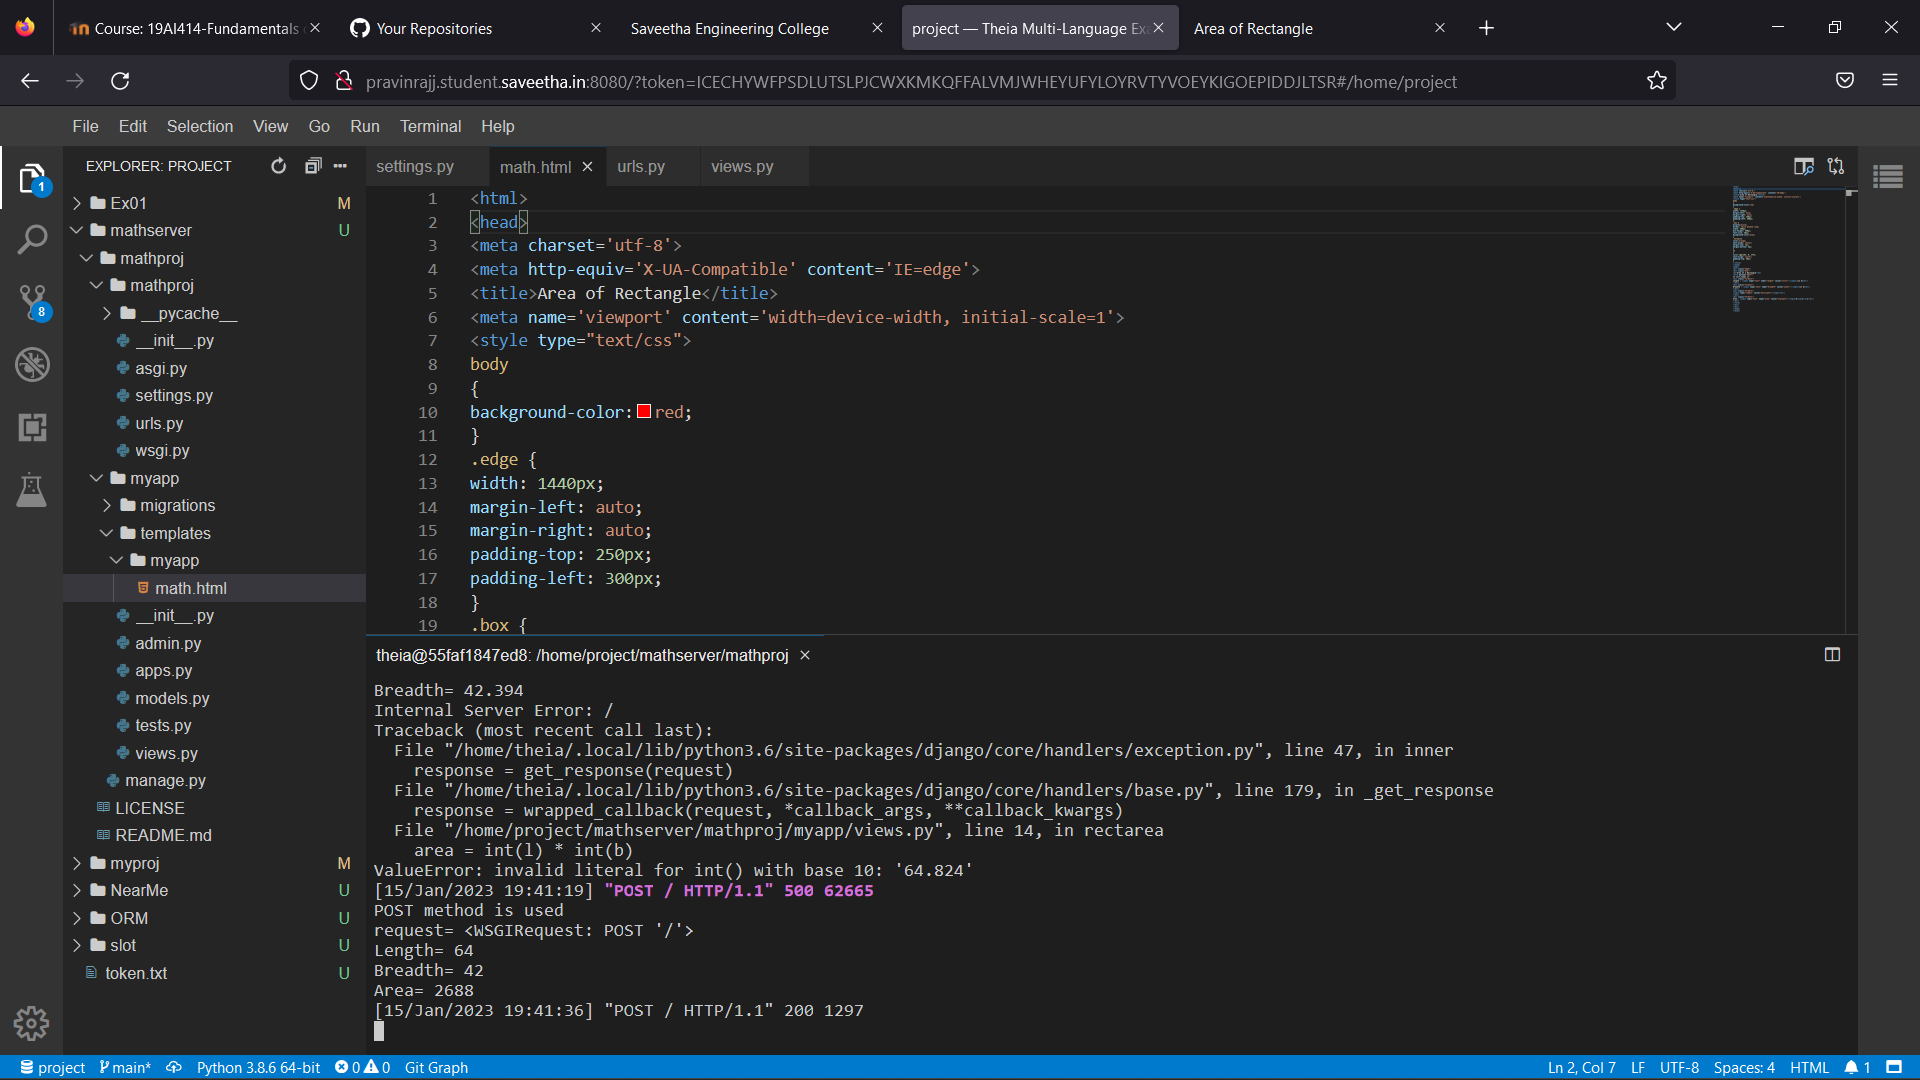 Course: 19AI414-Fundamentals
Your Repositories
Saveetha Engineering College
project — Theia Multi-Language Ex
Area of Rectangle
pravinrajj.student.saveetha.in:8080/?token=ICECHYWFPSDLUTSLPJCWXKMKQFFALVMJWHEYUFYLOYRVTYVOEYKIGOEPIDDJLTSR#/home/project
File Edit Selection View Go Run Terminal Help
EXPLORER: PROJECT
1
8
Ex01 M
mathserver U
mathproj
mathproj
__pycache__
__init__.py
asgi.py
settings.py
urls.py
wsgi.py
myapp
migrations
templates
myapp
math.html
__init__.py
admin.py
apps.py
models.py
tests.py
views.py
manage.py
LICENSE
README.md
myproj M
NearMe U
ORM U
slot U
token.txt U
settings.py math.html urls.py views.py
1 <html>
2 <head>
3 <meta charset='utf-8'>
4 <meta http-equiv='X-UA-Compatible' content='IE=edge'>
5 <title>Area of Rectangle</title>
6 <meta name='viewport' content='width=device-width, initial-scale=1'>
7 <style type="text/css">
8 body
9 {
10 background-color: red;
11 }
12 .edge {
13 width: 1440px;
14 margin-left: auto;
15 margin-right: auto;
16 padding-top: 250px;
17 padding-left: 300px;
18 }
19 .box {
theia@55faf1847ed8: /home/project/mathserver/mathproj
Breadth= 42.394
Internal Server Error: /
Traceback (most recent call last):
File "/home/theia/.local/lib/python3.6/site-packages/django/core/handlers/exception.py", line 47, in inner
response = get_response(request)
File "/home/theia/.local/lib/python3.6/site-packages/django/core/handlers/base.py", line 179, in _get_response
response = wrapped_callback(request, *callback_args, **callback_kwargs)
File "/home/project/mathserver/mathproj/myapp/views.py", line 14, in rectarea
area = int(l) * int(b)
ValueError: invalid literal for int() with base 10: '64.824'
[15/Jan/2023 19:41:19] "POST / HTTP/1.1" 500 62665
POST method is used
request= <WSGIRequest: POST '/'>
Length= 64
Breadth= 42
Area= 2688
[15/Jan/2023 19:41:36] "POST / HTTP/1.1" 200 1297
project main* Python 3.8.6 64-bit 0 0 Git Graph Ln 2, Col 7 LF UTF-8 Spaces: 4 HTML 1